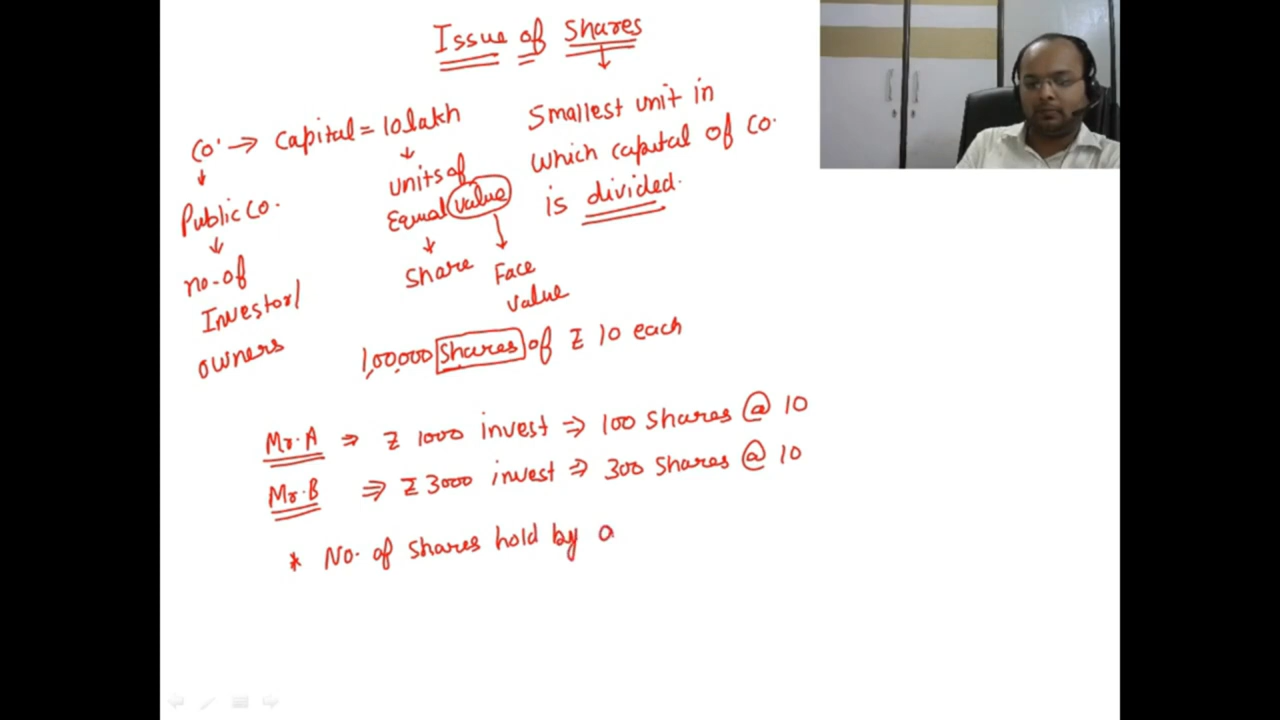 Issue of Shares
Co. → Capital = 10 lakh
↓
Public Co.
↓
no. of
Investor/
owners
↓
units of
Equal value
↓
Share
Face
value
Smallest unit in
which capital of Co.
is divided.
1,00,000 Shares of ₹ 10 each
Mr. A ⇒ ₹ 1000 invest ⇒ 100 Shares @ 10
Mr. B ⇒ ₹ 3000 invest ⇒ 300 Shares @ 10
* No. of Shares hold by a